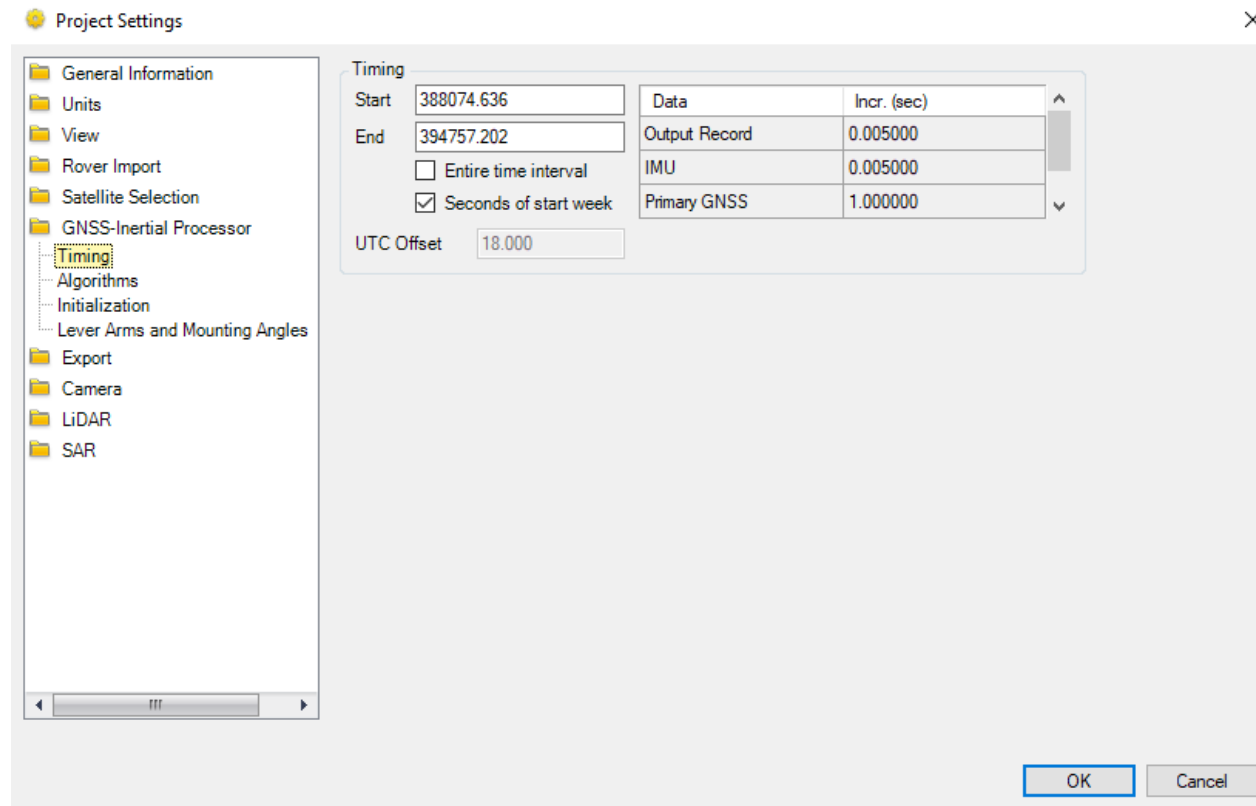 Project Settings
General Information
Units
View
Rover Import
Satellite Selection
GNSS-Inertial Processor
Timing
Algorithms
Initialization
Lever Arms and Mounting Angles
Export
Camera
LiDAR
SAR
Timing
Start 388074.636
End 394757.202
Entire time interval
Seconds of start week
UTC Offset 18.000
Data Incr. (sec)
Output Record 0.005000
IMU 0.005000
Primary GNSS 1.000000
OK Cancel